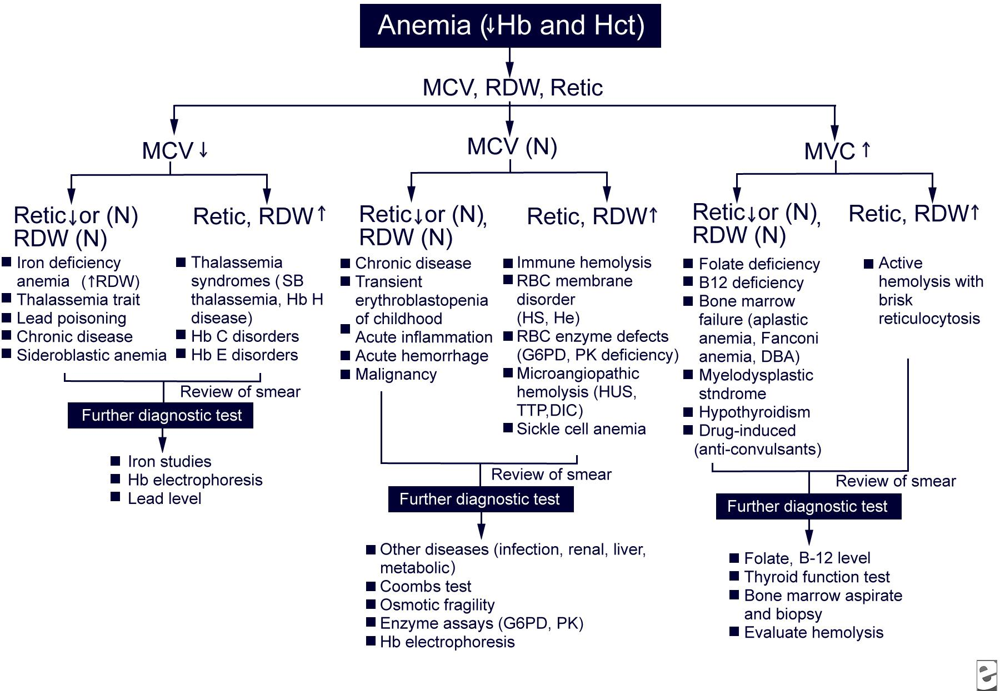 Anemia (↓Hb and Hct)
MCV, RDW, Retic
MCV ↓
Retic↓or (N)
RDW (N)
Iron deficiency
anemia (↑RDW)
Thalassemia trait
Lead poisoning
Chronic disease
Sideroblastic anemia
Retic, RDW↑
Thalassemia
syndromes (SB
thalassemia, Hb H
disease)
Hb C disorders
Hb E disorders
Review of smear
Further diagnostic test
Iron studies
Hb electrophoresis
Lead level
MCV (N)
Retic↓or (N),
RDW (N)
Chronic disease
Transient
erythroblastopenia
of childhood
Acute inflammation
Acute hemorrhage
Malignancy
Retic, RDW↑
Immune hemolysis
RBC membrane
disorder
(HS, He)
RBC enzyme defects
(G6PD, PK deficiency)
Microangiopathic
hemolysis (HUS,
TTP,DIC)
Sickle cell anemia
Review of smear
Further diagnostic test
Other diseases (infection, renal, liver,
metabolic)
Coombs test
Osmotic fragility
Enzyme assays (G6PD, PK)
Hb electrophoresis
MVC ↑
Retic↓or (N),
RDW (N)
Folate deficiency
B12 deficiency
Bone marrow
failure (aplastic
anemia, Fanconi
anemia, DBA)
Myelodysplastic
stndrome
Hypothyroidism
Drug-induced
(anti-convulsants)
Retic, RDW↑
Active
hemolysis with
brisk
reticulocytosis
Review of smear
Further diagnostic test
Folate, B-12 level
Thyroid function test
Bone marrow aspirate
and biopsy
Evaluate hemolysis
e